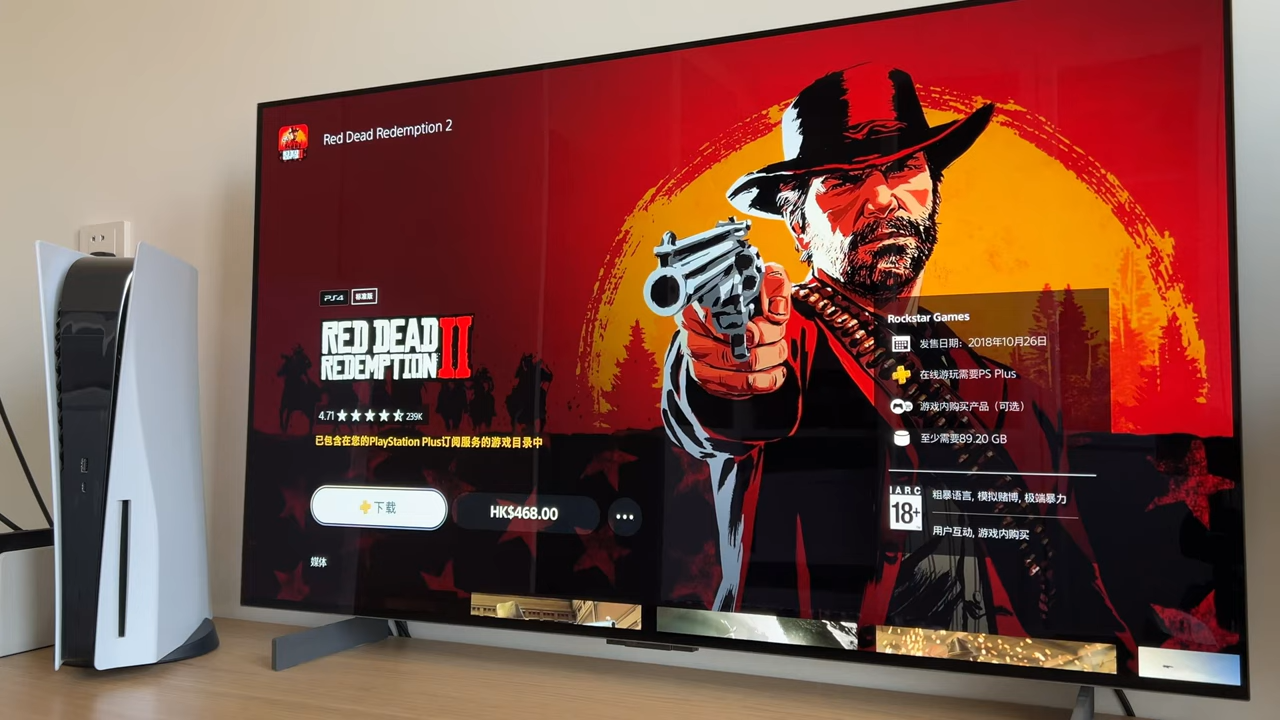 Red Dead Redemption 2
PS4 标准版
RED DEAD
REDEMPTION II
4.71 239K
已包含在您的PlayStation Plus订阅服务的游戏目录中
下载
HK$468.00
媒体
Rockstar Games
发售日期：2018年10月26日
在线游玩需要PS Plus
游戏内购买产品（可选）
至少需要89.20 GB
IARC
18+
粗暴语言, 模拟赌博, 极端暴力
用户互动, 游戏内购买